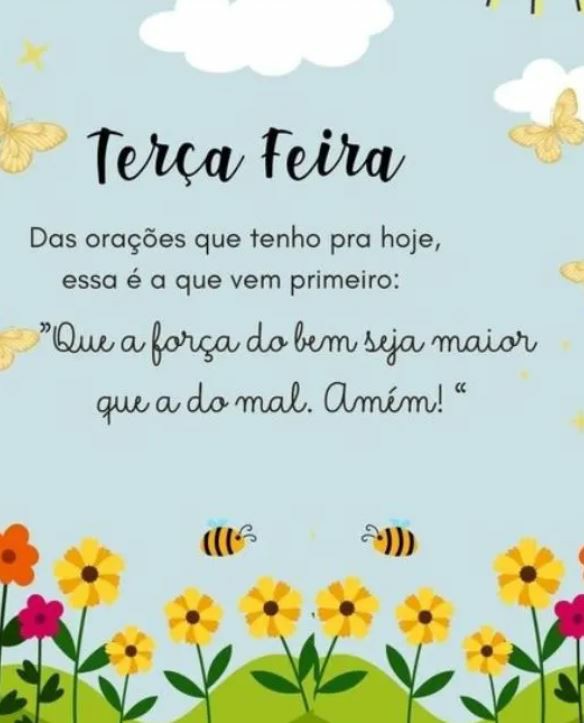 Terça Feira
Das orações que tenho pra hoje,
essa é a que vem primeiro:
"Que a força do bem seja maior
que a do mal. Amém! "